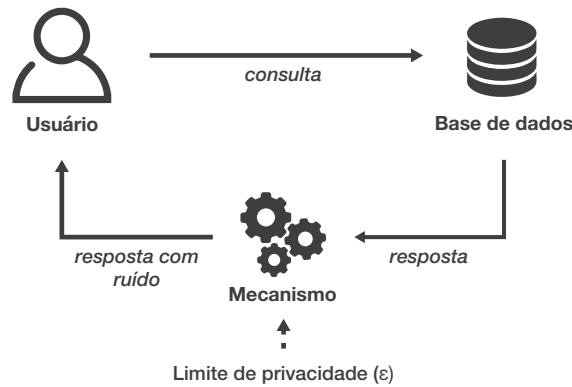 consulta
Usuário
Base de dados
resposta com
ruído
resposta
Mecanismo
Limite de privacidade (ε)